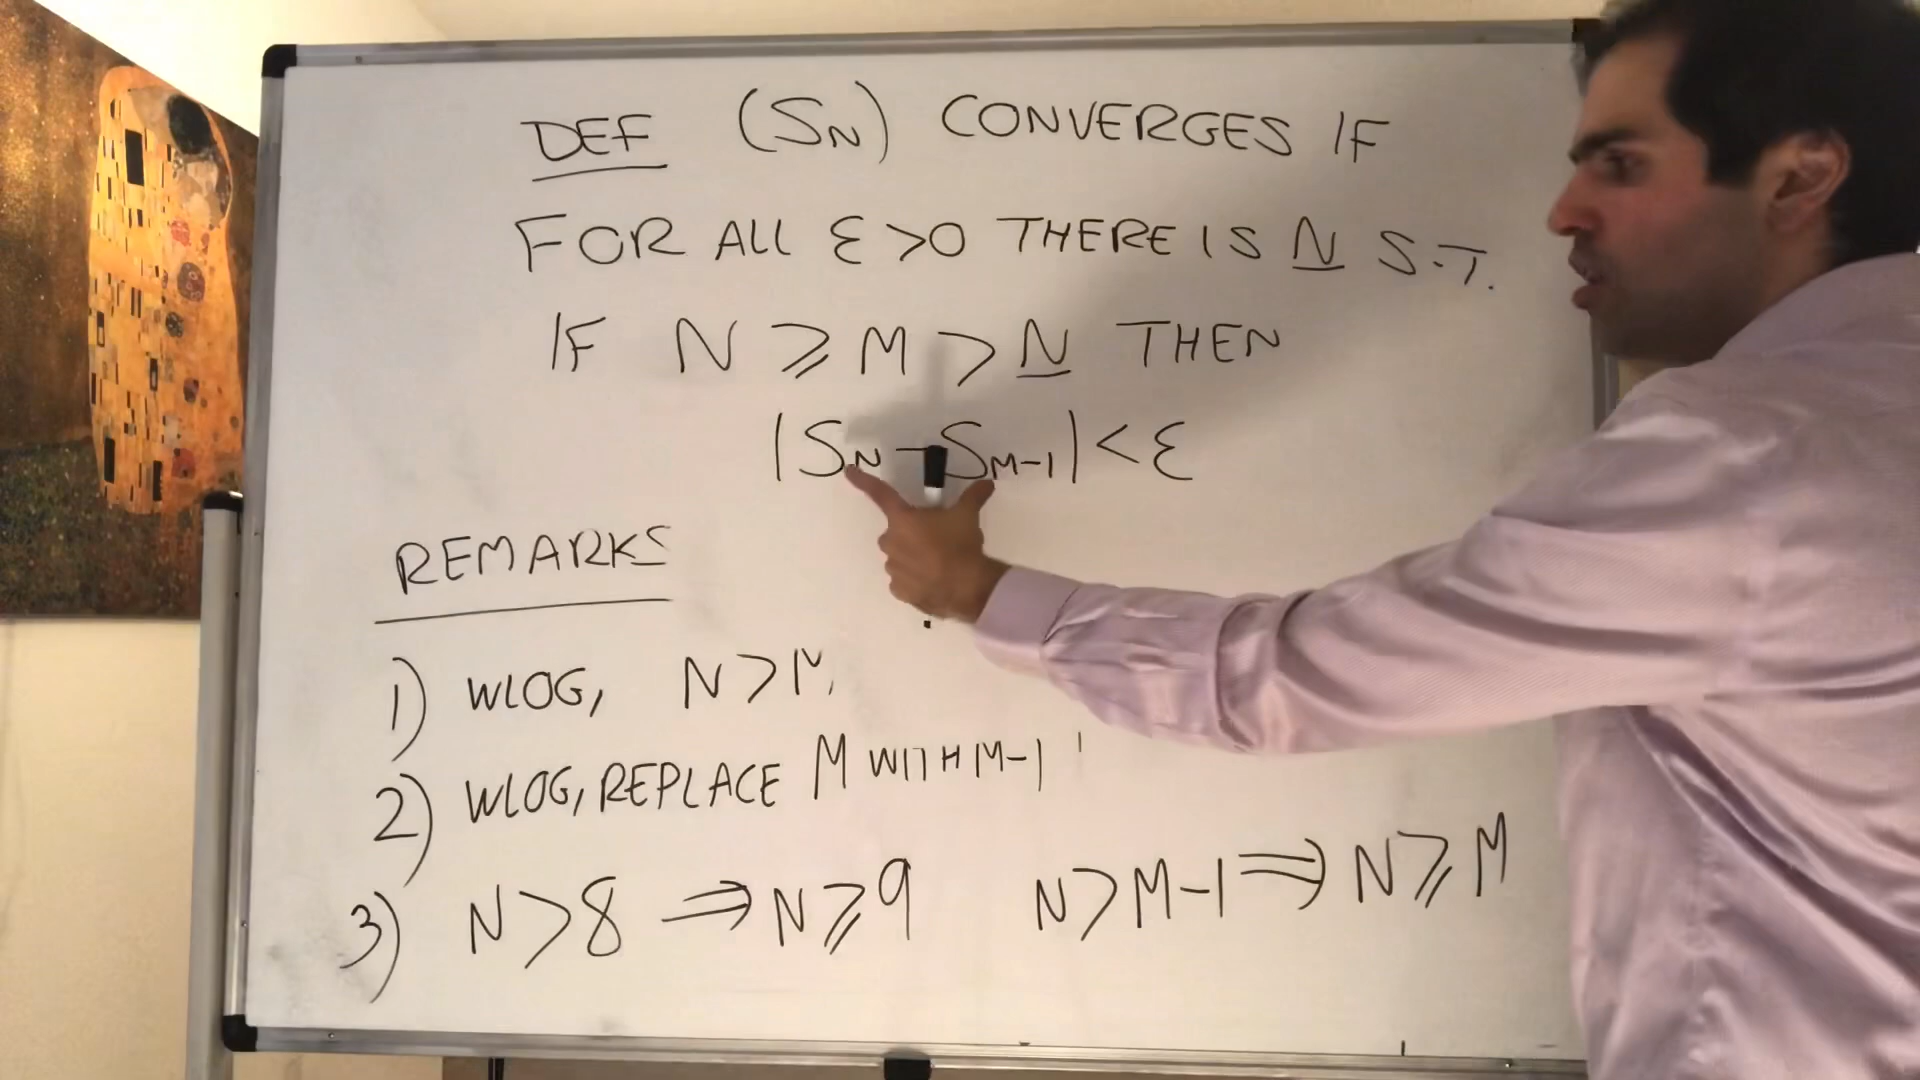 DEF (SN) CONVERGES IF
FOR ALL ε>0 THERE IS N S.T.
IF N ⩾ M > N THEN
|SN - SM-1| < ε
REMARKS
1) WLOG, N > M
2) WLOG, REPLACE M WITH M-1
3) N > 8 ⇒ N ⩾ 9 N > M-1 ⇒ N ⩾ M